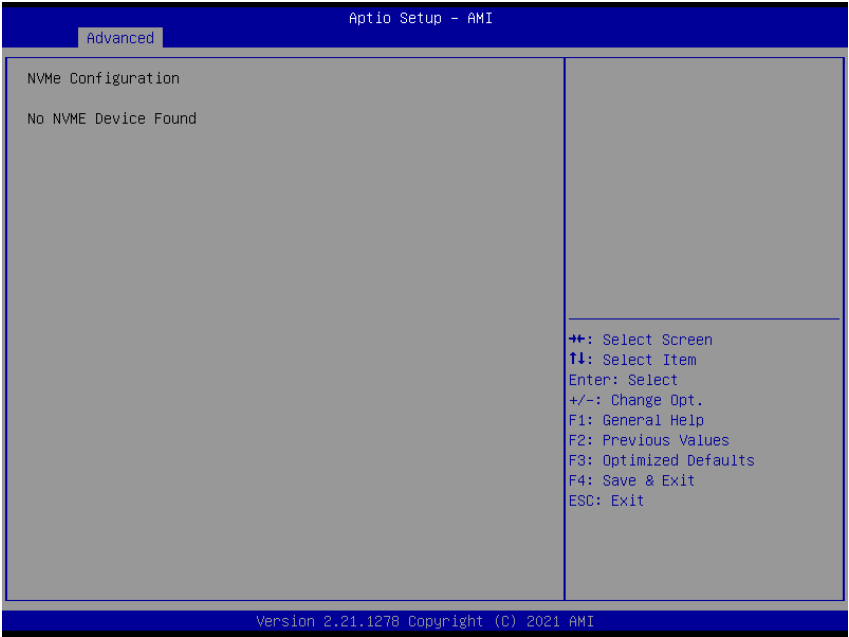 Aptio Setup – AMI
Advanced
NVMe Configuration
No NVME Device Found
→←: Select Screen
↑↓: Select Item
Enter: Select
+/-: Change Opt.
F1: General Help
F2: Previous Values
F3: Optimized Defaults
F4: Save & Exit
ESC: Exit
Version 2.21.1278 Copyright (C) 2021 AMI